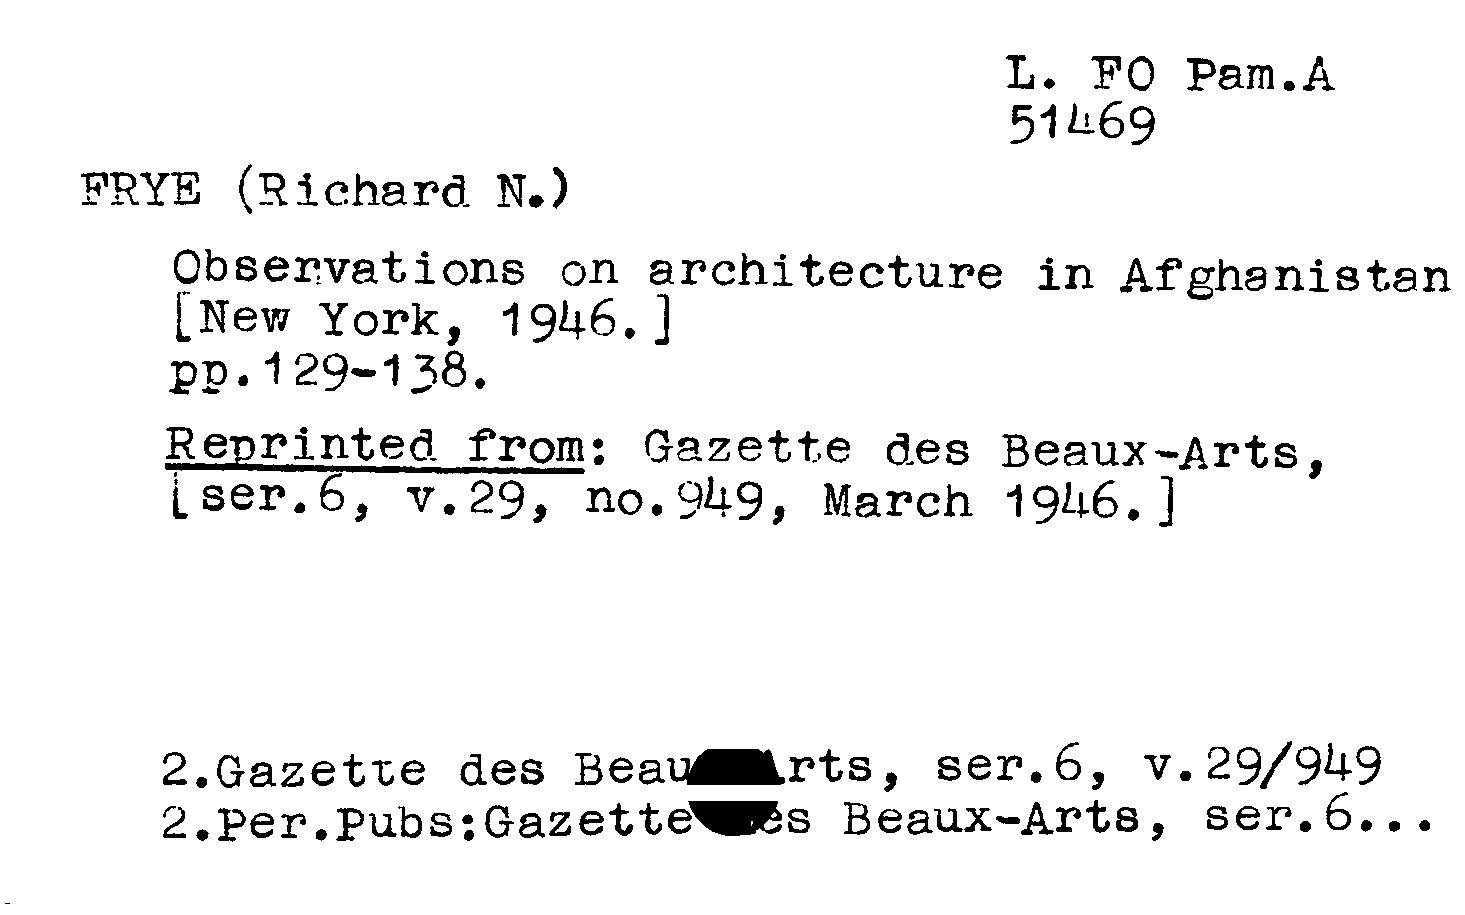 L. FO Pam.A
51469
FRYE (Richard N.)
Observations on architecture in Afghanistan
[New York, 1946.]
pp.129-138.
Reprinted from: Gazette des Beaux-Arts,
[ser.6, v.29, no.949, March 1946.]
2.Gazette des Beau rts, ser.6, v.29/949
2.Per.Pubs:Gazette es Beaux-Arts, ser.6...